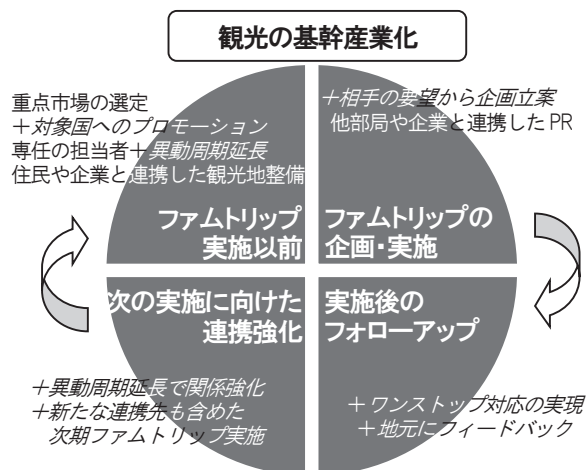 観光の基幹産業化
重点市場の選定
＋対象国へのプロモーション
専任の担当者＋異動周期延長
住民や企業と連携した観光地整備
ファムトリップ
実施以前
＋相手の要望から企画立案
他部局や企業と連携したPR
ファムトリップの
企画・実施
次の実施に向けた
連携強化
＋異動周期延長で関係強化
＋新たな連携先も含めた
次期ファムトリップ実施
実施後の
フォローアップ
＋ワンストップ対応の実現
＋地元にフィードバック